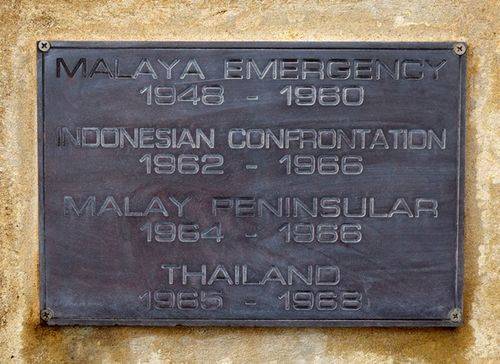 MALAYA EMERGENCY
1948 - 1960
INDONESIAN CONFRONTATION
1962 - 1966
MALAY PENINSULAR
1964 - 1966
THAILAND
1965 - 1968